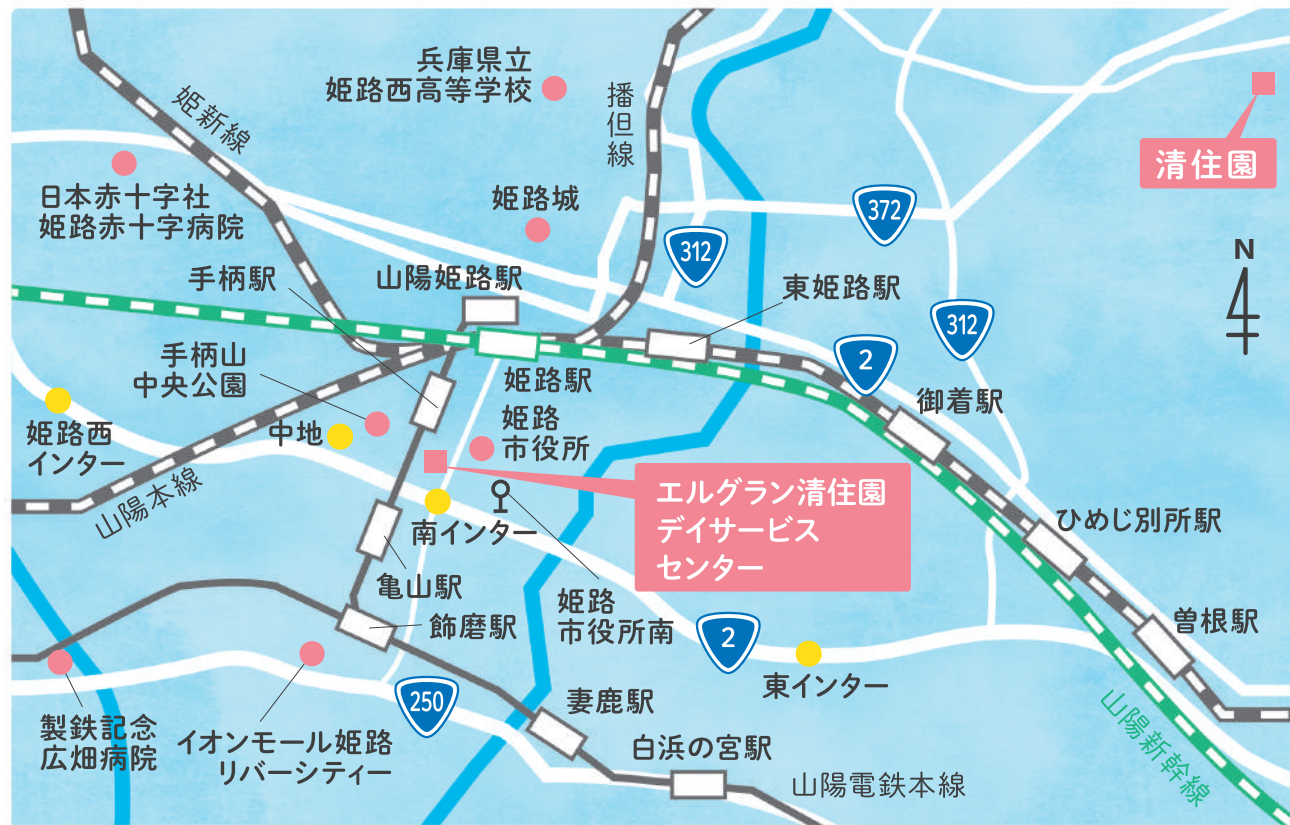 兵庫県立
姫路西高等学校
姫新線
播但線
清住園
日本赤十字社
姫路赤十字病院
姫路城
372
312
N
手柄駅
山陽姫路駅
東姫路駅
312
手柄山
中央公園
2
姫路駅
御着駅
姫路西
インター
中地
姫路
市役所
山陽本線
エルグラン清住園
デイサービス
センター
南インター
ひめじ別所駅
亀山駅
姫路
市役所南
飾磨駅
2
曽根駅
東インター
250
妻鹿駅
製鉄記念
広畑病院
イオンモール姫路
リバーシティー
白浜の宮駅
山陽新幹線
山陽電鉄本線